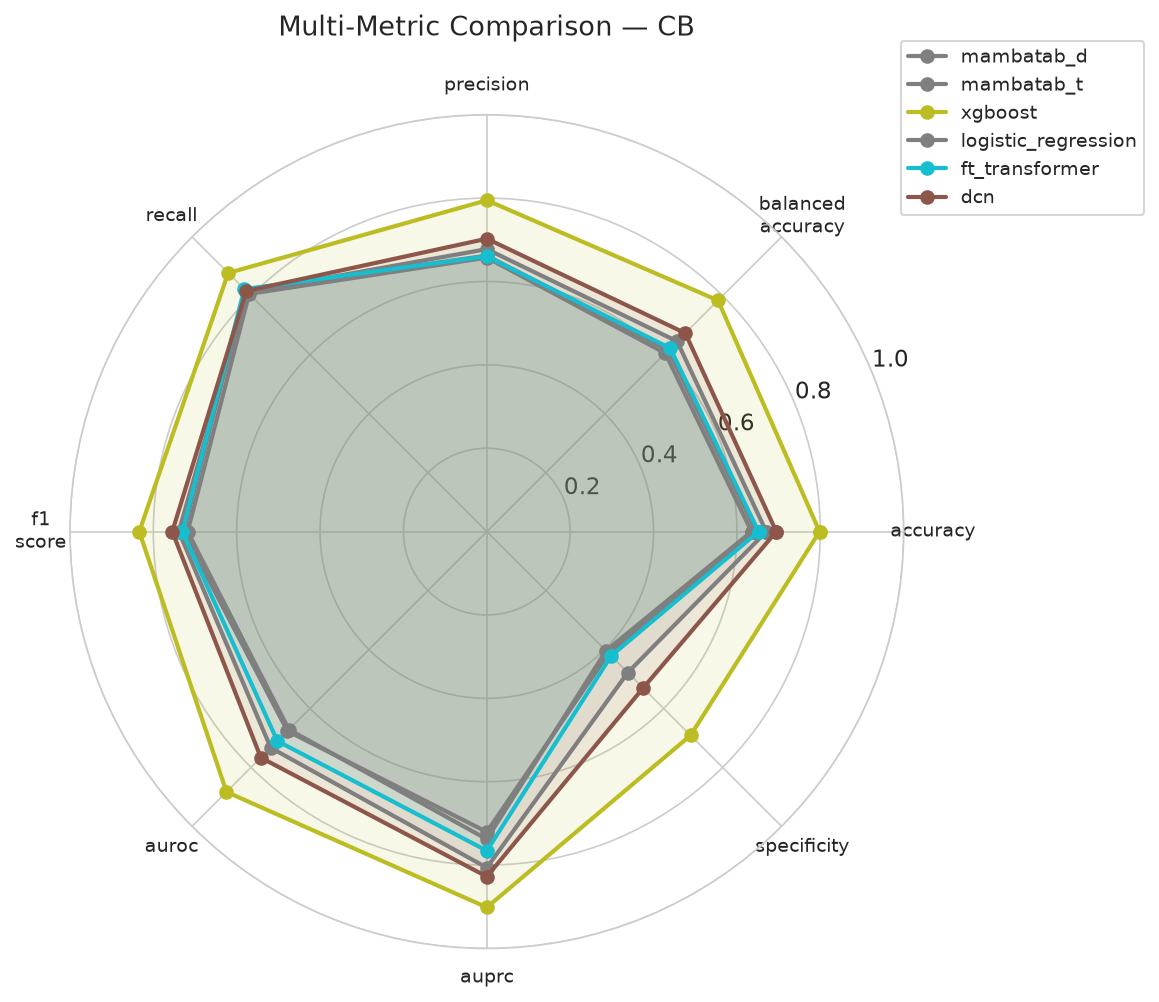 Multi-Metric Comparison — CB
mambatab_d
mambatab_t
xgboost
logistic_regression
ft_transformer
dcn
precision
balanced
accuracy
recall
1.0
0.8
0.6
0.4
0.2
f1
score
accuracy
auroc
specificity
auprc